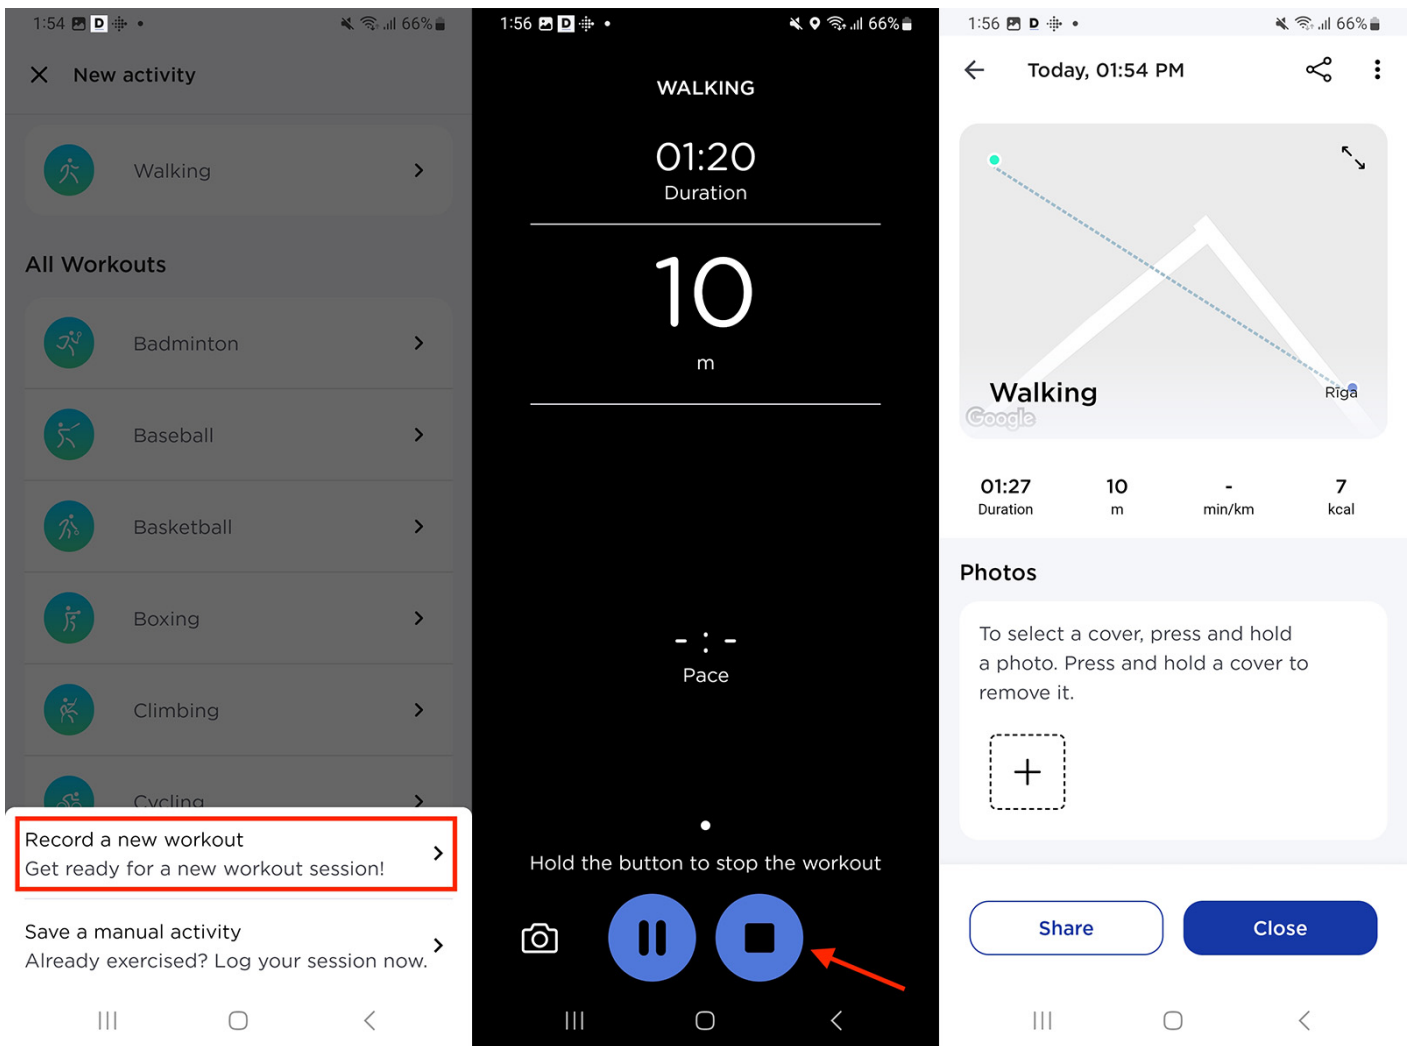 1:54 D 66%
New activity
Walking
All Workouts
Badminton
Baseball
Basketball
Boxing
Climbing
Cycling
Record a new workout
Get ready for a new workout session!
Save a manual activity
Already exercised? Log your session now.
1:56 D 66%
WALKING
01:20
Duration
10
m
- : -
Pace
Hold the button to stop the workout
1:56 D 66%
Today, 01:54 PM
Walking
Rīga
Google
01:27 10 - 7
Duration m min/km kcal
Photos
To select a cover, press and hold
a photo. Press and hold a cover to
remove it.
Share Close